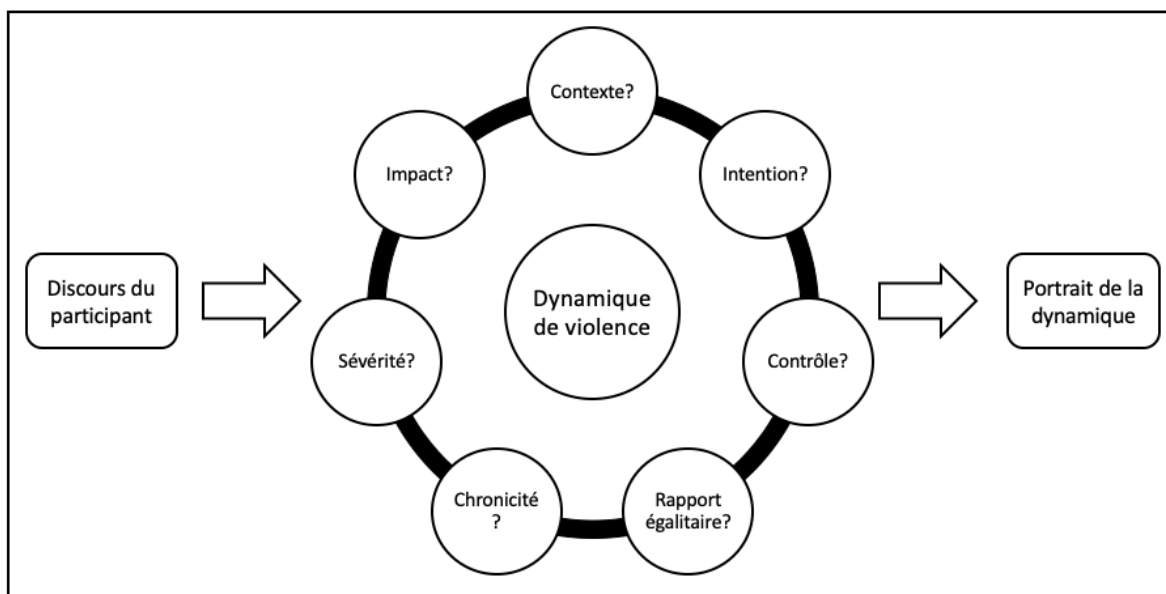 Contexte?
Impact?
Intention?
Discours du
participant
Dynamique
de violence
Portrait de la
dynamique
Sévérité?
Contrôle?
Chronicité
?
Rapport
égalitaire?